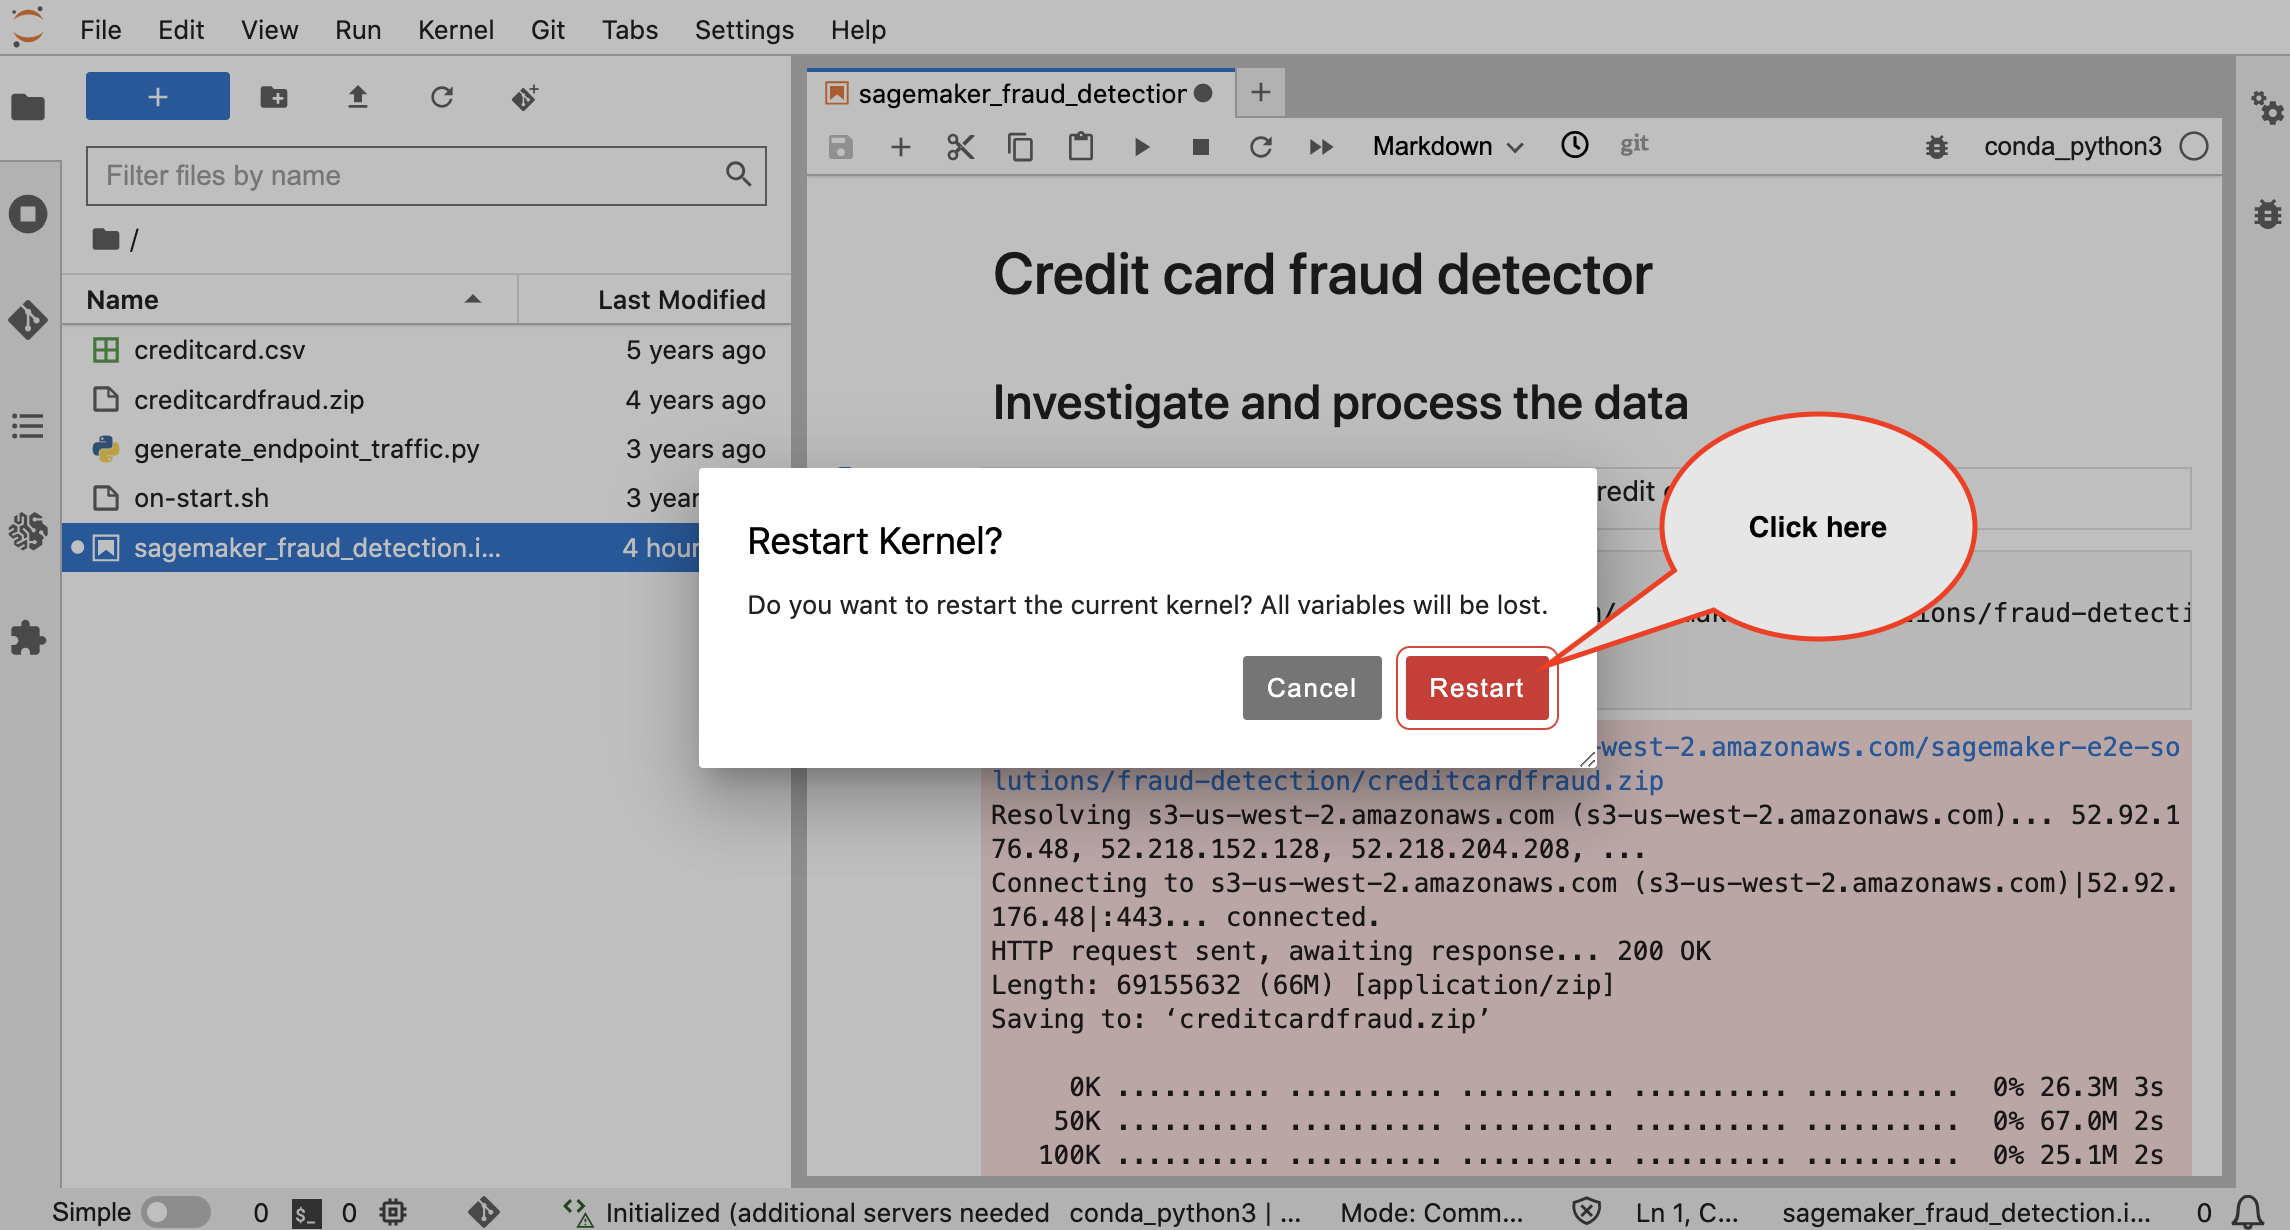 File Edit View Run Kernel Git Tabs Settings Help
sagemaker_fraud_detection
Filter files by name
/
Name Last Modified
creditcard.csv 5 years ago
creditcardfraud.zip 4 years ago
generate_endpoint_traffic.py 3 years ago
on-start.sh 3 year
sagemaker_fraud_detection.i... 4 hour
Markdown git conda_python3
Credit card fraud detector
Investigate and process the data
redit
Click here
Restart Kernel?
Do you want to restart the current kernel? All variables will be lost.
Cancel Restart
ions/fraud-detecti
-west-2.amazonaws.com/sagemaker-e2e-so
lutions/fraud-detection/creditcardfraud.zip
Resolving s3-us-west-2.amazonaws.com (s3-us-west-2.amazonaws.com)... 52.92.1
76.48, 52.218.152.128, 52.218.204.208, ...
Connecting to s3-us-west-2.amazonaws.com (s3-us-west-2.amazonaws.com)|52.92.
176.48|:443... connected.
HTTP request sent, awaiting response... 200 OK
Length: 69155632 (66M) [application/zip]
Saving to: ‘creditcardfraud.zip’
0K .......... .......... .......... .......... .......... 0% 26.3M 3s
50K .......... .......... .......... .......... .......... 0% 67.0M 2s
100K .......... .......... .......... .......... .......... 0% 25.1M 2s
Simple 0 $_ 0 Initialized (additional servers needed conda_python3 | ... Mode: Comm... Ln 1, C... sagemaker_fraud_detection.i... 0